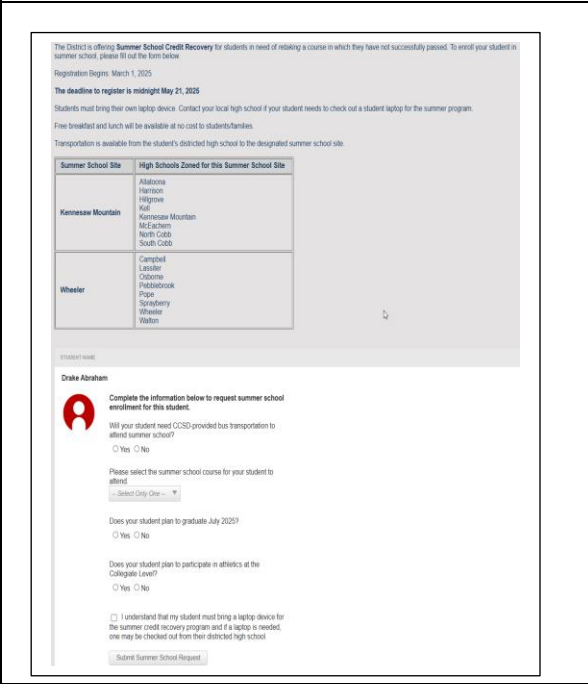 The District is offering Summer School Credit Recovery for students in need of retaking a course in which they have not successfully passed. To enroll your student in
summer school, please fill out the form below.
Registration Begins: March 1, 2025
The deadline to register is midnight May 21, 2025
Students must bring their own laptop device. Contact your local high school if your student needs to check out a student laptop for the summer program.
Free breakfast and lunch will be available at no cost to students/families.
Transportation is available from the student's districted high school to the designated summer school site.
Summer School Site
High Schools Zoned for this Summer School Site
Kennesaw Mountain
Allatoona
Harrison
Hillgrove
Kell
Kennesaw Mountain
McEachern
North Cobb
South Cobb
Wheeler
Campbell
Lassiter
Osborne
Pebblebrook
Pope
Sprayberry
Wheeler
Walton
STUDENT NAME
Drake Abraham
Complete the information below to request summer school
enrollment for this student.
Will your student need CCSD-provided bus transportation to
attend summer school?
Yes No
Please select the summer school course for your student to
attend
-- Select Only One --
Does your student plan to graduate July 2025?
Yes No
Does your student plan to participate in athletics at the
Collegiate Level?
Yes No
I understand that my student must bring a laptop device for
the summer credit recovery program and if a laptop is needed,
one may be checked out from their districted high school.
Submit Summer School Request